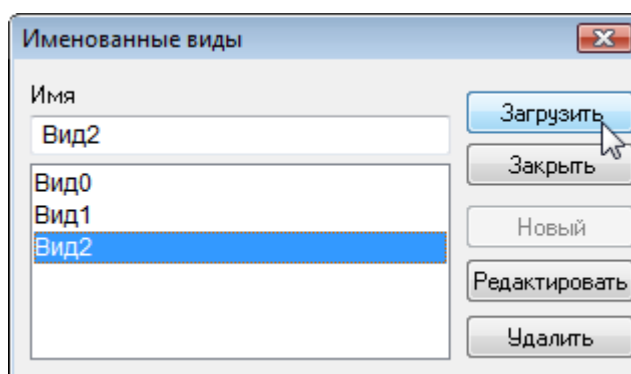 Именованные виды
Имя
Вид2
Вид0
Вид1
Вид2
Загрузить
Закрыть
Новый
Редактировать
Удалить